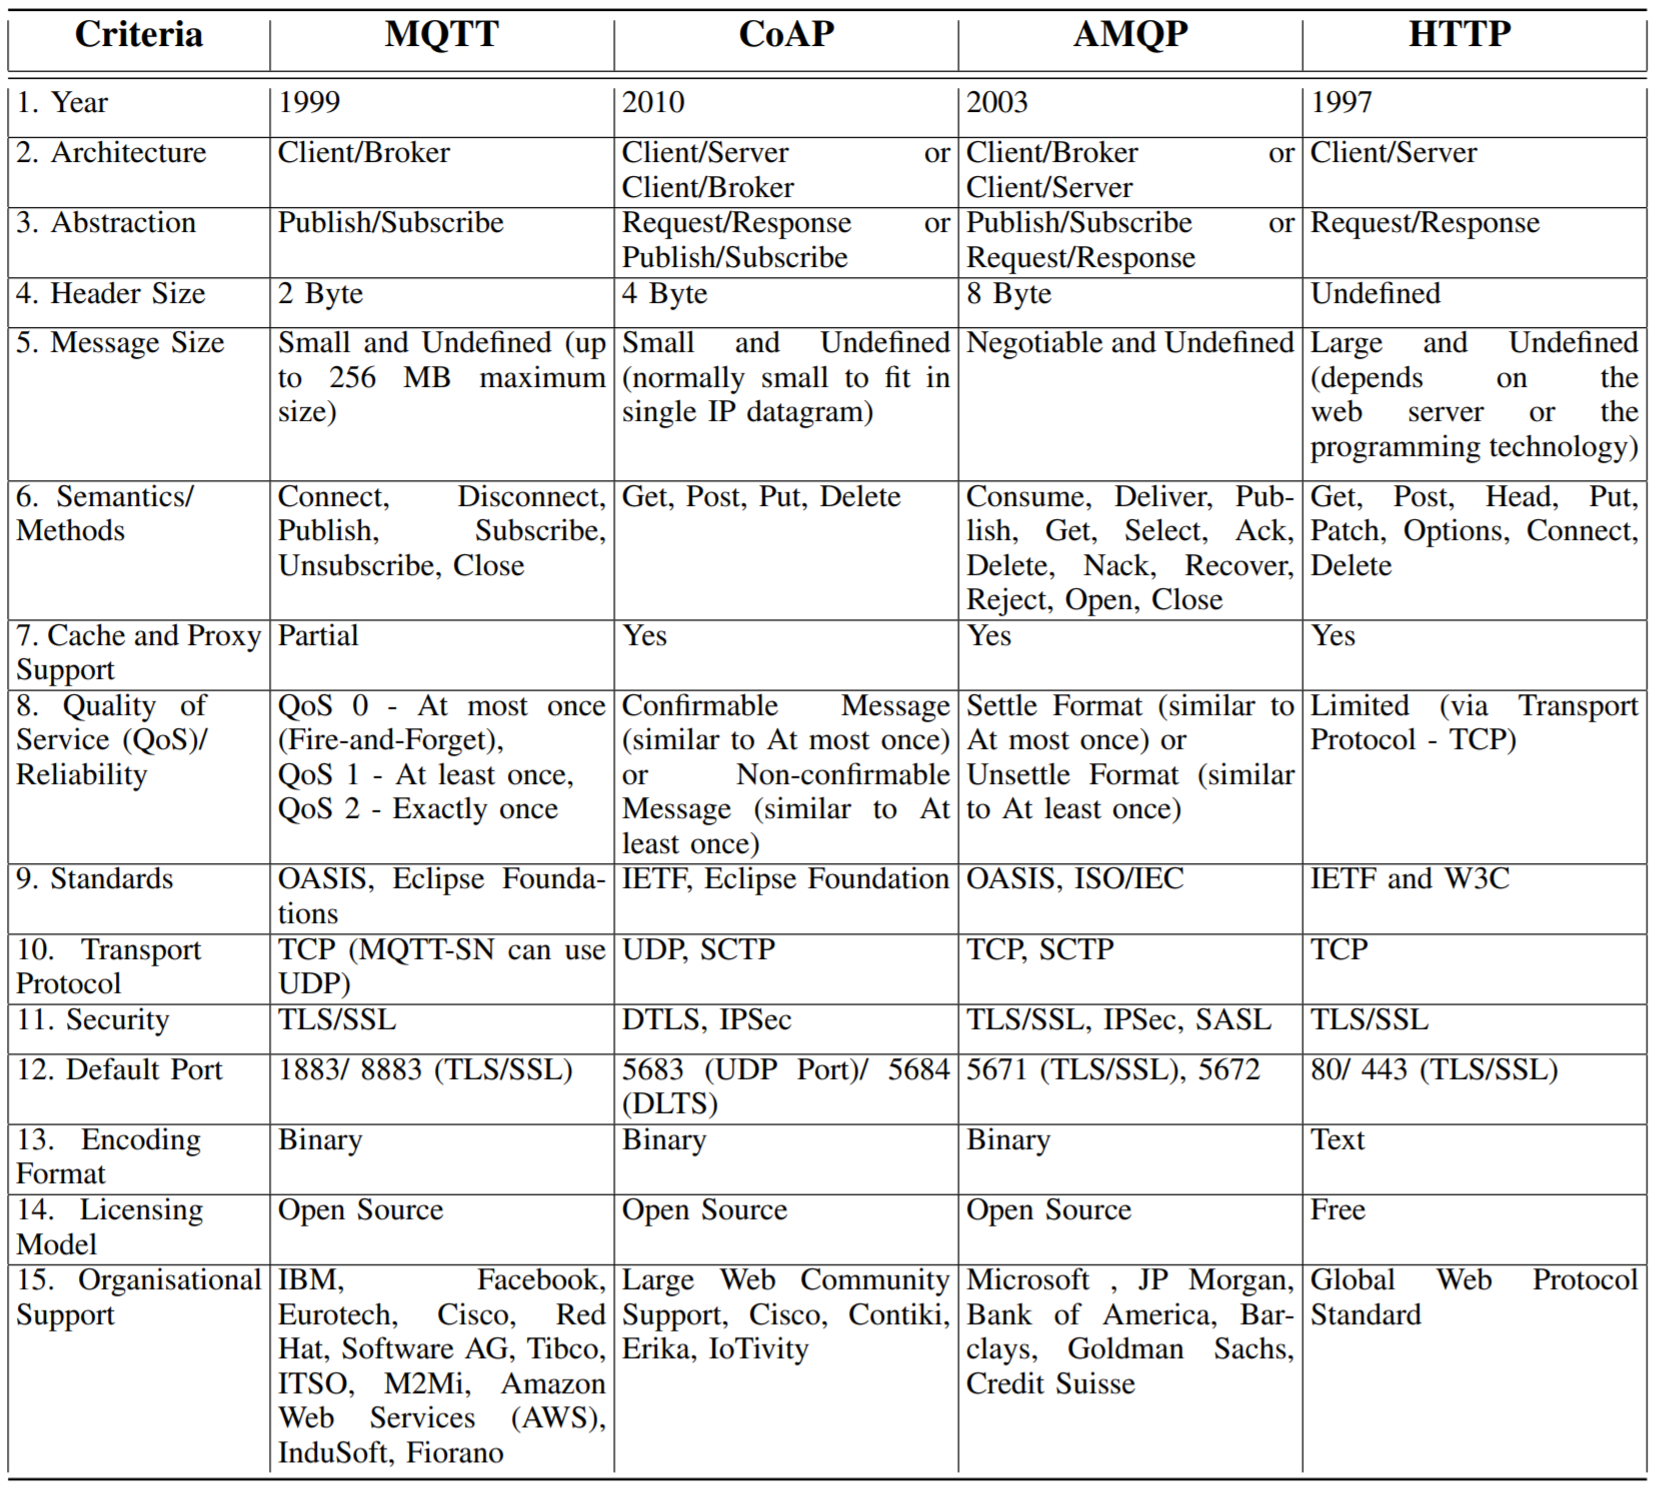 Criteria MQTT CoAP AMQP HTTP
1. Year 1999 2010 2003 1997
2. Architecture Client/Broker Client/Server or Client/Broker or Client/Server
Client/Broker Client/Server
3. Abstraction Publish/Subscribe Request/Response or Publish/Subscribe or Request/Response
Publish/Subscribe Request/Response
4. Header Size 2 Byte 4 Byte 8 Byte Undefined
5. Message Size Small and Undefined (up Small and Undefined Negotiable and Undefined Large and Undefined
to 256 MB maximum (normally small to fit in (depends on the
size) single IP datagram) web server or the
programming technology)
6. Semantics/ Connect, Disconnect, Get, Post, Put, Delete Consume, Deliver, Pub- Get, Post, Head, Put,
Methods Publish, Subscribe, lish, Get, Select, Ack, Patch, Options, Connect,
Unsubscribe, Close Delete, Nack, Recover, Delete
Reject, Open, Close
7. Cache and Proxy Partial Yes Yes Yes
Support
8. Quality of QoS 0 - At most once Confirmable Message Settle Format (similar to Limited (via Transport
Service (QoS)/ (Fire-and-Forget), (similar to At most once) At most once) or Protocol - TCP)
Reliability QoS 1 - At least once, or Non-confirmable Unsettle Format (similar
QoS 2 - Exactly once Message (similar to At to At least once)
least once)
9. Standards OASIS, Eclipse Founda- IETF, Eclipse Foundation OASIS, ISO/IEC IETF and W3C
tions
10. Transport TCP (MQTT-SN can use UDP, SCTP TCP, SCTP TCP
Protocol UDP)
11. Security TLS/SSL DTLS, IPSec TLS/SSL, IPSec, SASL TLS/SSL
12. Default Port 1883/ 8883 (TLS/SSL) 5683 (UDP Port)/ 5684 5671 (TLS/SSL), 5672 80/ 443 (TLS/SSL)
(DLTS)
13. Encoding Binary Binary Binary Text
Format
14. Licensing Open Source Open Source Open Source Free
Model
15. Organisational IBM, Facebook, Large Web Community Microsoft , JP Morgan, Global Web Protocol
Support Eurotech, Cisco, Red Support, Cisco, Contiki, Bank of America, Bar- Standard
Hat, Software AG, Tibco, Erika, IoTivity clays, Goldman Sachs,
ITSO, M2Mi, Amazon Credit Suisse
Web Services (AWS),
InduSoft, Fiorano